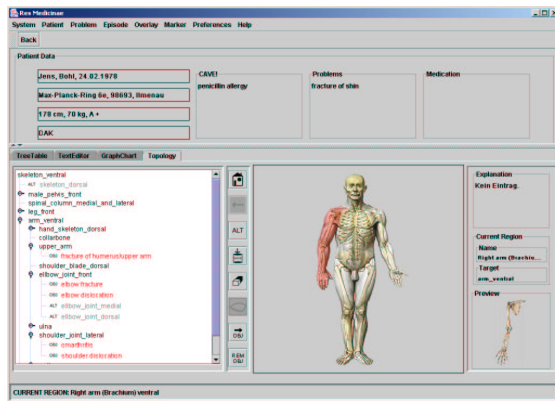 Rex Medicinae
System Patient Problem Episode Overlay Marker Preferences Help
Back
Patient Data
Jens, Bohl, 24.02.1978
Max-Planck-Ring 6e, 98693, Ilmenau
178 cm, 70 kg, A +
DAK
CAVE!
penicillin allergy
Problems
fracture of shin
Medication
TreeTable TextEditor GraphChart Topology
skeleton_ventral
ALT skeleton_dorsal
male_pelvis_front
spinal_column_medial_and_lateral
leg_front
arm_ventral
hand_skeleton_dorsal
collarbone
upper_arm
OBJ fracture of humerus/upper arm
shoulder_blade_dorsal
ellbow_joint_front
OBJ elbow fracture
OBJ elbow dislocation
ALT ellbow_joint_medial
ALT ellbow_joint_dorsal
ulna
shoulder_joint_lateral
OBJ omarthritis
OBJ shoulder dislocation
ALT
OBJ
REM
OBJ
Explanation
Kein Eintrag.
Current Region
Name
Right arm (Brachiu...
Target
arm_ventral
Preview
CURRENT REGION: Right arm (Brachium) ventral